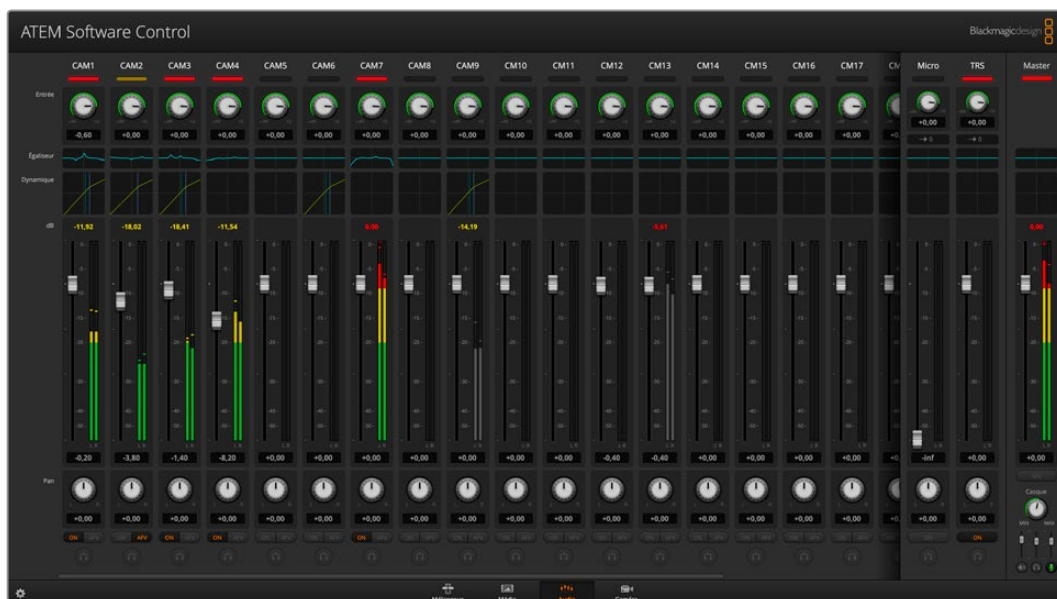 ATEM Software Control
Blackmagicdesign
CAM1 CAM2 CAM3 CAM4 CAM5 CAM6 CAM7 CAM8 CAM9 CM10 CM11 CM12 CM13 CM14 CM15 CM16 CM17 Micro TRS Master
Entrée
-0,60 +0,00 +0,00 +0,00 +0,00 +0,00 +0,00 +0,00 +0,00 +0,00 +0,00 +0,00 +0,00 +0,00 +0,00 +0,00 +0,00 +0,00 +0,00
Égaliseur
Dynamique
dB -11,92 -18,02 -18,41 -11,54 0,00 -14,19 -5,61 0,00
-0,20 -3,80 -1,40 -8,20 +0,00 +0,00 +0,00 +0,00 +0,00 +0,00 +0,00 -0,40 -0,40 +0,00 +0,00 +0,00 +0,00 -inf +0,00 +0,00
Pan
+0,00 +0,00 +0,00 +0,00 +0,00 +0,00 +0,00 +0,00 +0,00 +0,00 +0,00 +0,00 +0,00 +0,00 +0,00 +0,00 +0,00
Casque
ON AFV ON ON ON ON
Audio